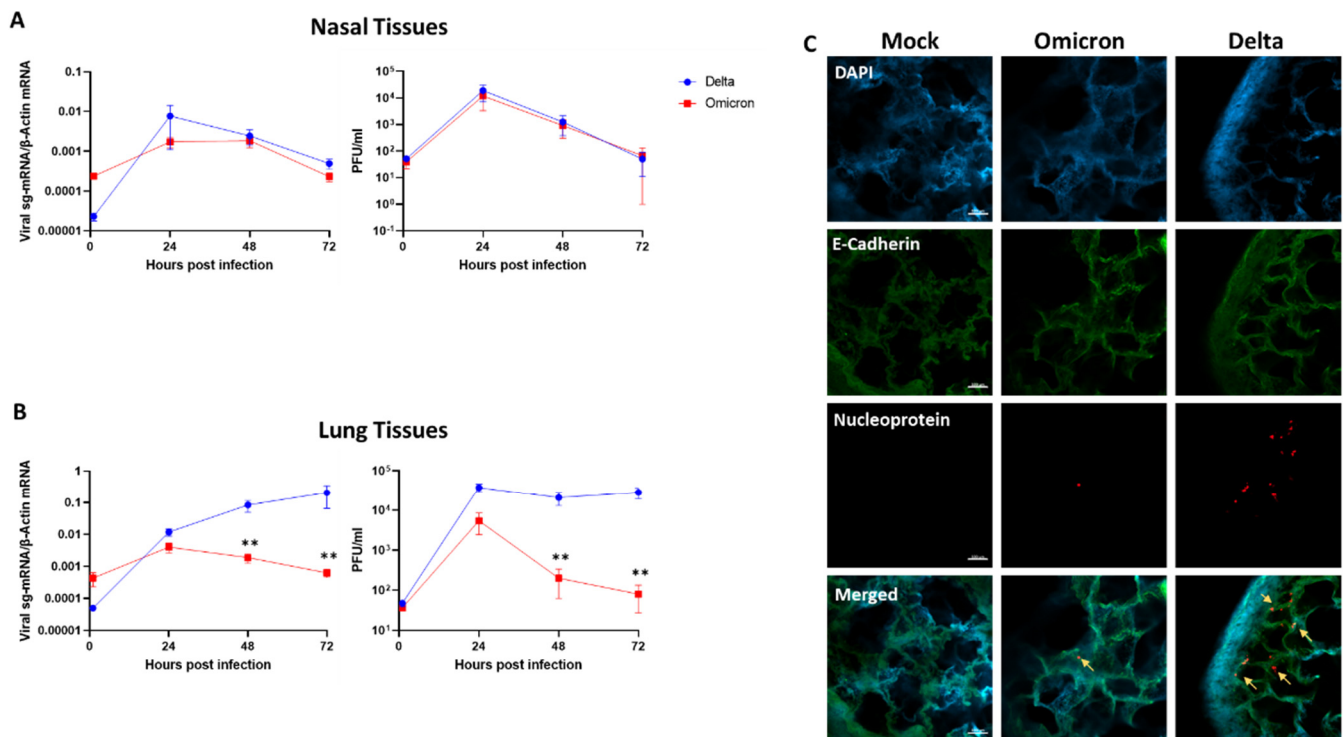 A
Nasal Tissues
Viral sg-mRNA/β-Actin mRNA
0.1
0.01
0.001
0.0001
0.00001
0
24
48
72
Hours post infection
PFU/ml
10⁵
10⁴
10³
10²
10¹
10⁰
10⁻¹
0
24
48
72
Hours post infection
Delta
Omicron
B
Lung Tissues
Viral sg-mRNA/β-Actin mRNA
1
0.1
0.01
0.001
0.0001
0.00001
**
**
0
24
48
72
Hours post infection
PFU/ml
10⁵
10⁴
10³
10²
10¹
**
**
0
24
48
72
Hours post infection
C
Mock
Omicron
Delta
DAPI
E-Cadherin
Nucleoprotein
Merged